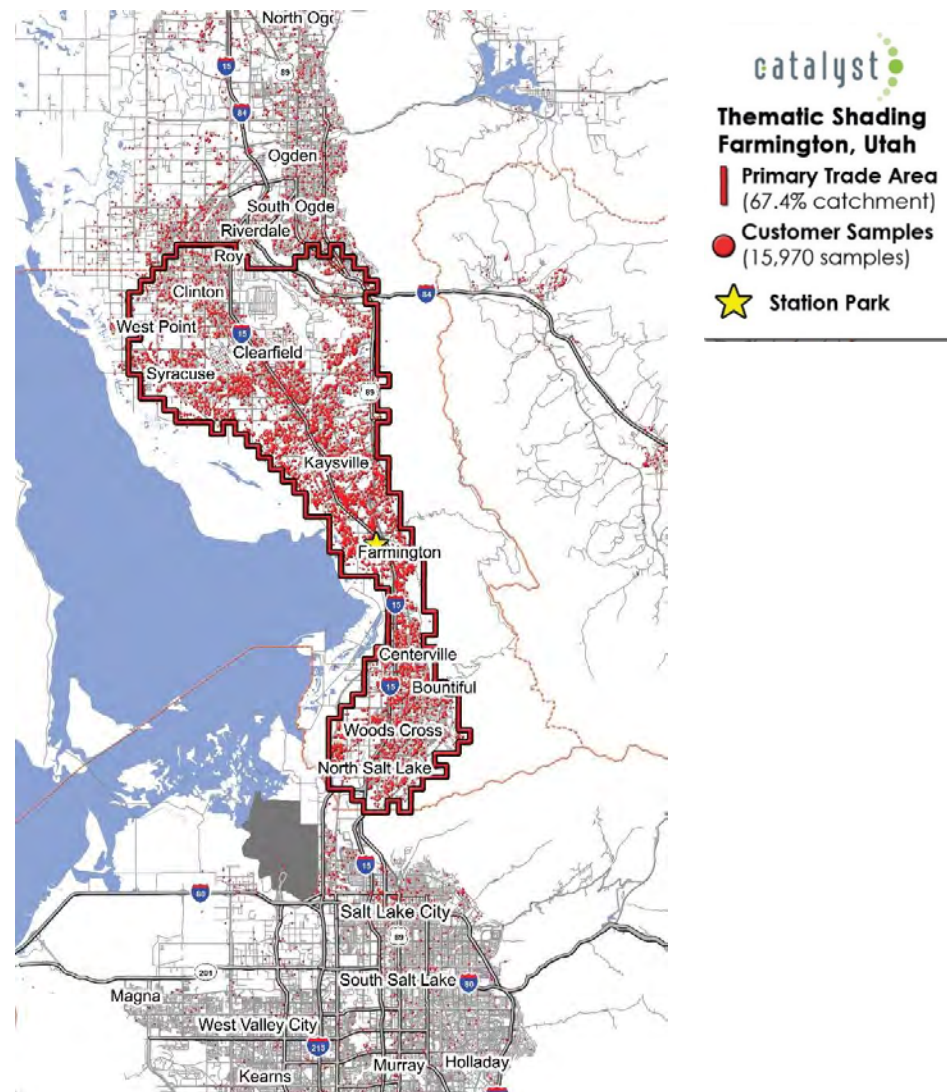 North Og
15
89
84
Ogden
South Ogde
Riverdale
Roy
84
Clinton
West Point
15
Clearfield
Syracuse
89
Kaysville
Farmington
15
Centerville
15
Bountiful
Woods Cross
North Salt Lake
15
80
Salt Lake City
89
201
South Salt Lake
80
Magna
West Valley City
215
Murray
Holladay
Kearns
catalyst
Thematic Shading
Farmington, Utah
Primary Trade Area
(67.4% catchment)
Customer Samples
(15,970 samples)
Station Park